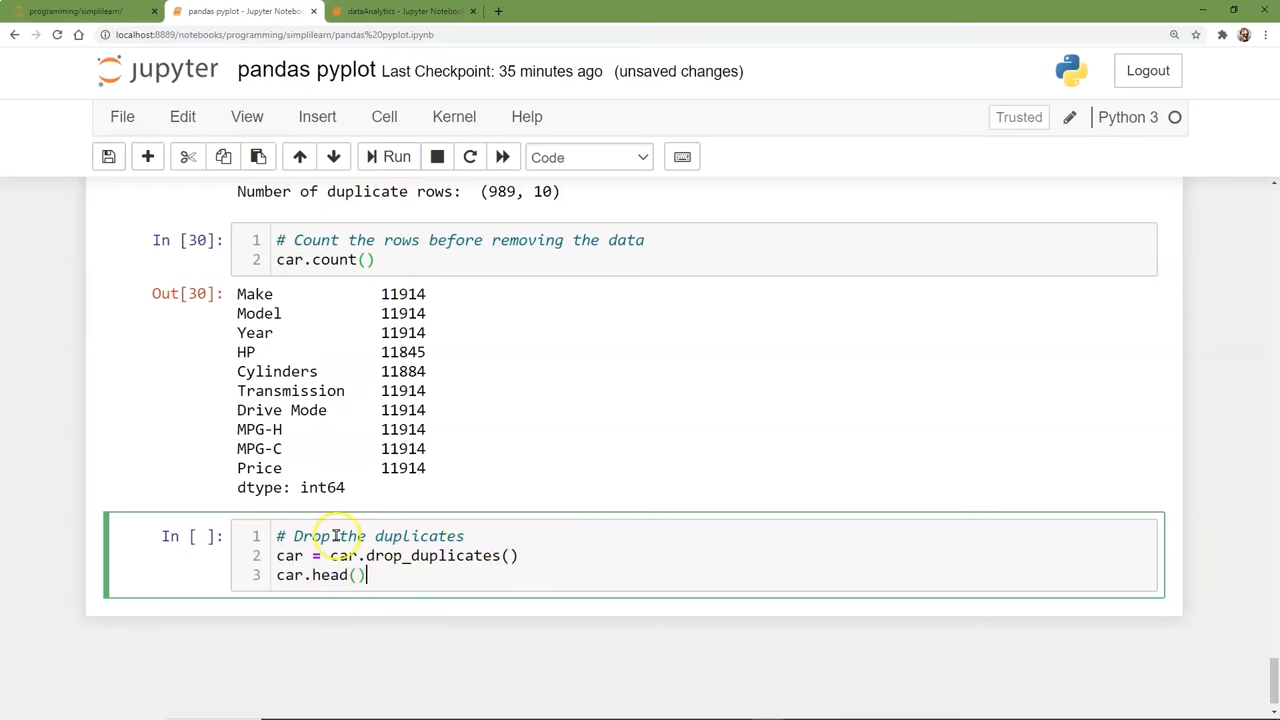 programming/simplilearn/ × pandas pyplot - Jupyter Noteboo × dataAnalytics - Jupyter Notebook × +
localhost:8889/notebooks/programming/simplilearn/pandas%20pyplot.ipynb
jupyter pandas pyplot Last Checkpoint: 35 minutes ago (unsaved changes) Logout
File Edit View Insert Cell Kernel Help Trusted Python 3
Run Code
Number of duplicate rows: (989, 10)
In [30]: 1 # Count the rows before removing the data
2 car.count()
Out[30]: Make 11914
Model 11914
Year 11914
HP 11845
Cylinders 11884
Transmission 11914
Drive Mode 11914
MPG-H 11914
MPG-C 11914
Price 11914
dtype: int64
In [ ]: 1 # Drop the duplicates
2 car = car.drop_duplicates()
3 car.head()